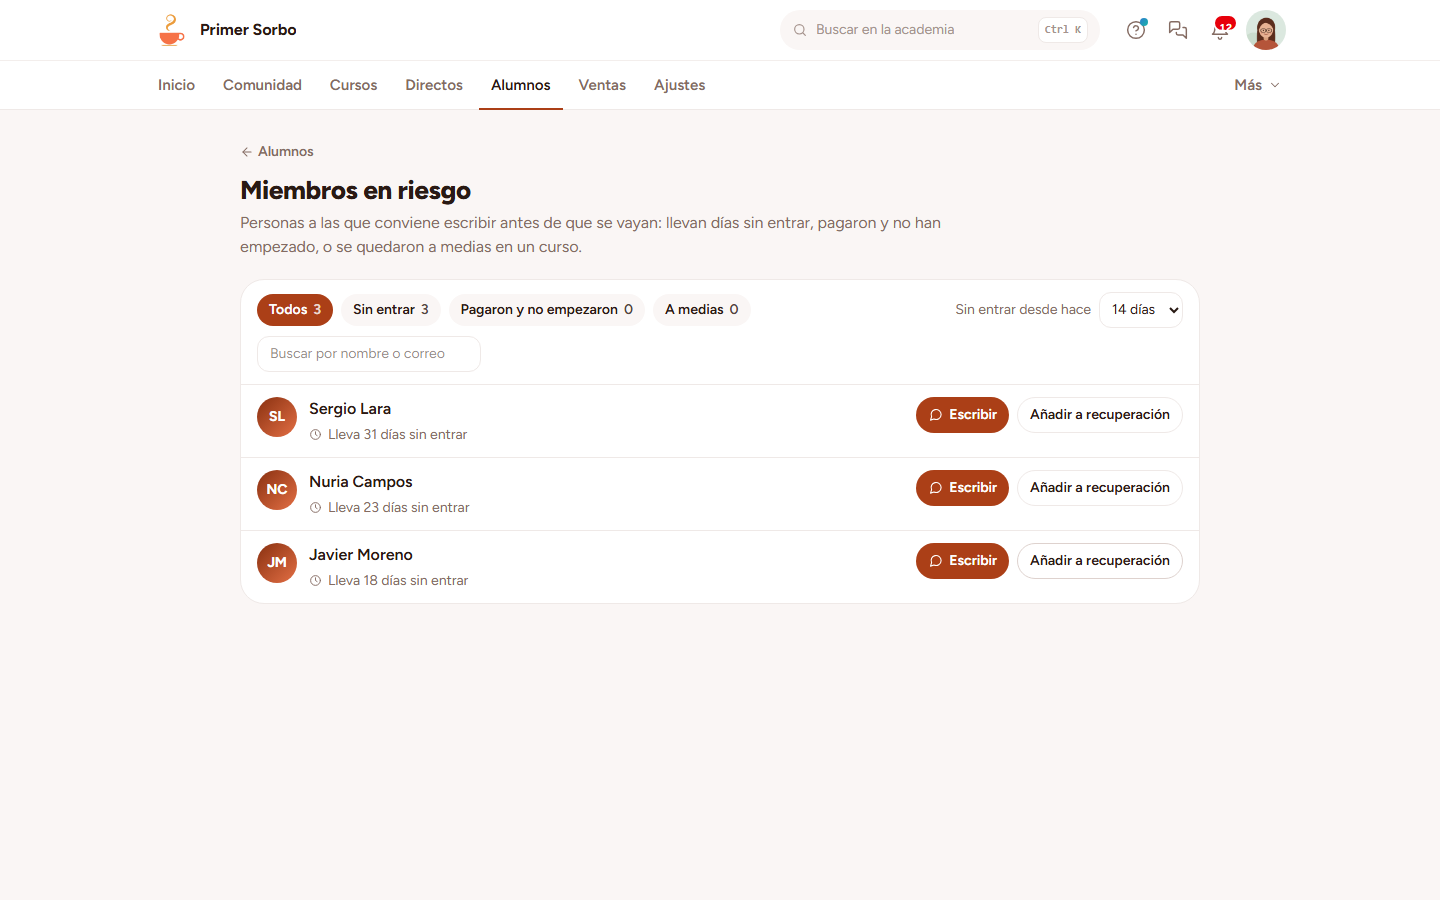 Primer Sorbo
Buscar en la academia
Ctrl K
12
Inicio
Comunidad
Cursos
Directos
Alumnos
Ventas
Ajustes
Más
Alumnos
Miembros en riesgo
Personas a las que conviene escribir antes de que se vayan: llevan días sin entrar, pagaron y no han
empezado, o se quedaron a medias en un curso.
Todos 3
Sin entrar 3
Pagaron y no empezaron 0
A medias 0
Sin entrar desde hace
14 días
Buscar por nombre o correo
SL
Sergio Lara
Lleva 31 días sin entrar
Escribir
Añadir a recuperación
NC
Nuria Campos
Lleva 23 días sin entrar
Escribir
Añadir a recuperación
JM
Javier Moreno
Lleva 18 días sin entrar
Escribir
Añadir a recuperación